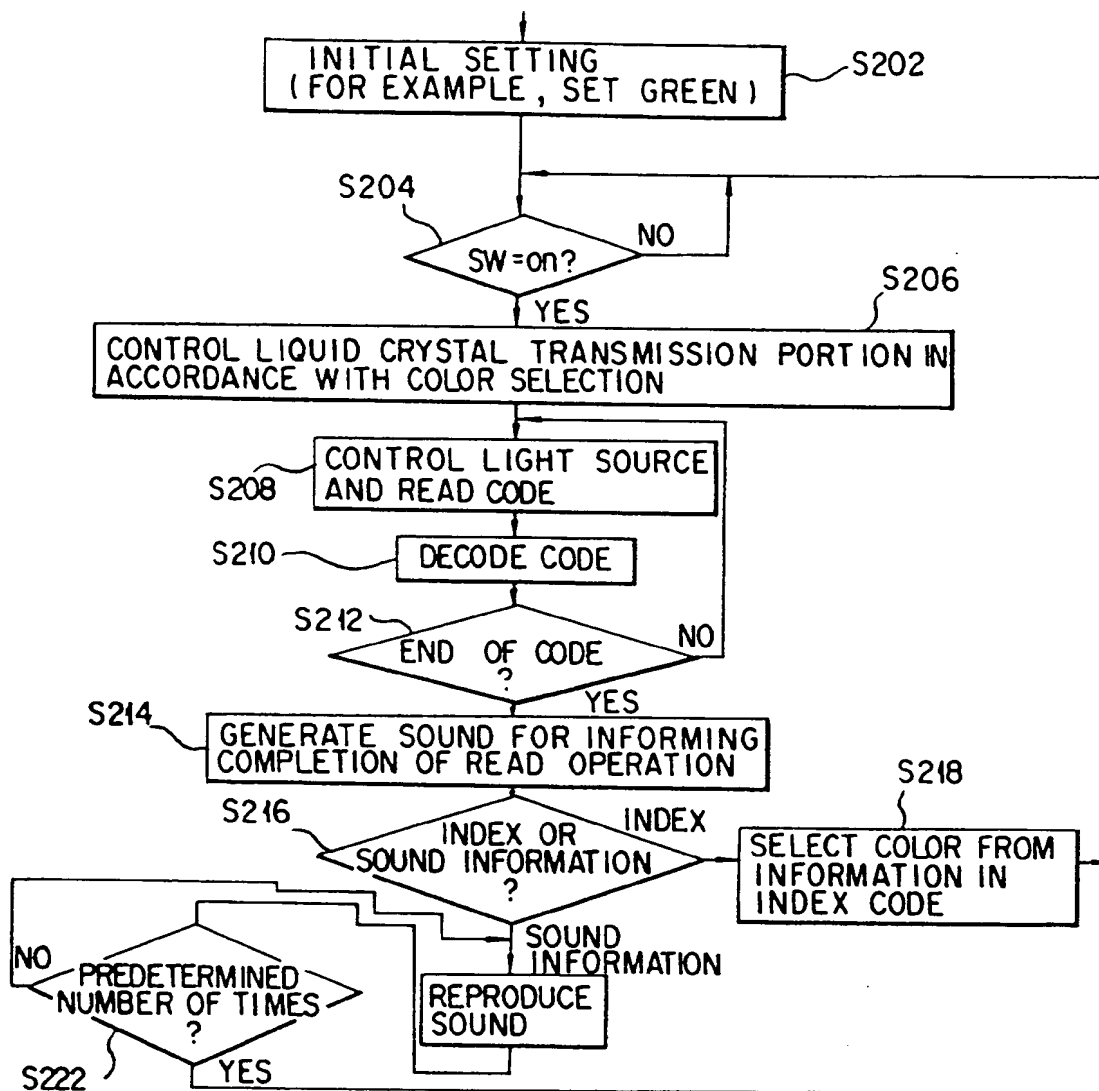 INITIAL SETTING
(FOR EXAMPLE, SET GREEN)
S202
S204
SW=on?
NO
YES
S206
CONTROL LIQUID CRYSTAL TRANSMISSION PORTION IN
ACCORDANCE WITH COLOR SELECTION
S208
CONTROL LIGHT SOURCE
AND READ CODE
S210
DECODE CODE
S212
END OF CODE
?
NO
YES
S214
GENERATE SOUND FOR INFORMING
COMPLETION OF READ OPERATION
S216
INDEX OR
SOUND INFORMATION
?
INDEX
S218
SELECT COLOR FROM
INFORMATION IN
INDEX CODE
SOUND
INFORMATION
REPRODUCE
SOUND
NO
PREDETERMINED
NUMBER OF TIMES
?
S222
YES